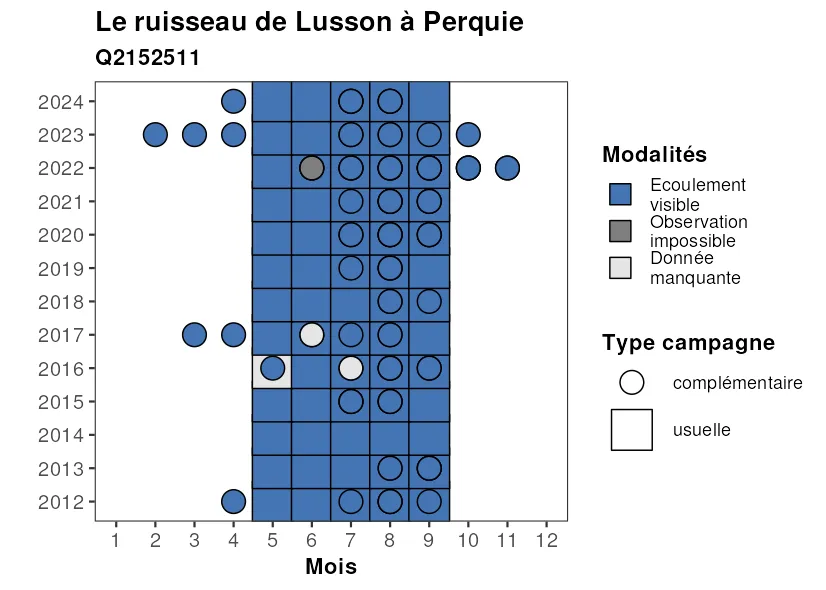 Le ruisseau de Lusson à Perquie
Q2152511
2024
2023
2022
2021
2020
2019
2018
2017
2016
2015
2014
2013
2012
1 2 3 4 5 6 7 8 9 10 11 12
Mois
Modalités
Ecoulement
visible
Observation
impossible
Donnée
manquante
Type campagne
complémentaire
usuelle